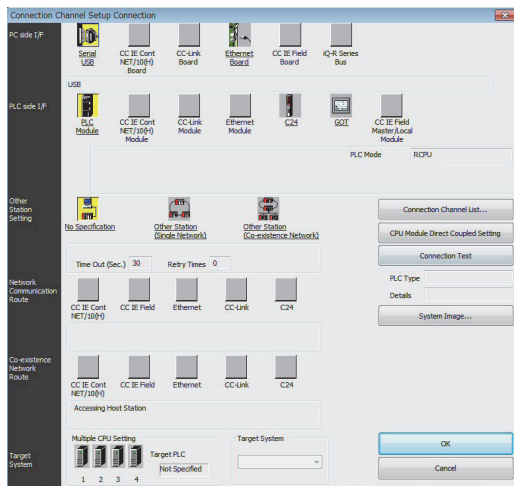 Connection Channel Setup Connection
PC side I/F
Serial
USB
CC IE Cont
NET/10(H)
Board
CC-Link
Board
Ethernet
Board
CC IE Field
Board
iQ-R Series
Bus
USB
PLC side I/F
PLC
Module
CC IE Cont
NET/10(H)
Module
CC-Link
Module
Ethernet
Module
C24
GOT
CC IE Field
Master/Local
Module
PLC Mode RCPU
Other
Station
Setting
No Specification
Other Station
(Single Network)
Other Station
(Co-existence Network)
Connection Channel List...
CPU Module Direct Coupled Setting
Time Out (Sec.) 30 Retry Times 0
Connection Test
PLC Type
Details
System Image...
Network
Communication
Route
CC IE Cont
NET/10(H)
CC IE Field
Ethernet
CC-Link
C24
Co-existence
Network
Route
CC IE Cont
NET/10(H)
CC IE Field
Ethernet
CC-Link
C24
Accessing Host Station
Target
System
Multiple CPU Setting
1 2 3 4
Target PLC
Not Specified
Target System
OK
Cancel